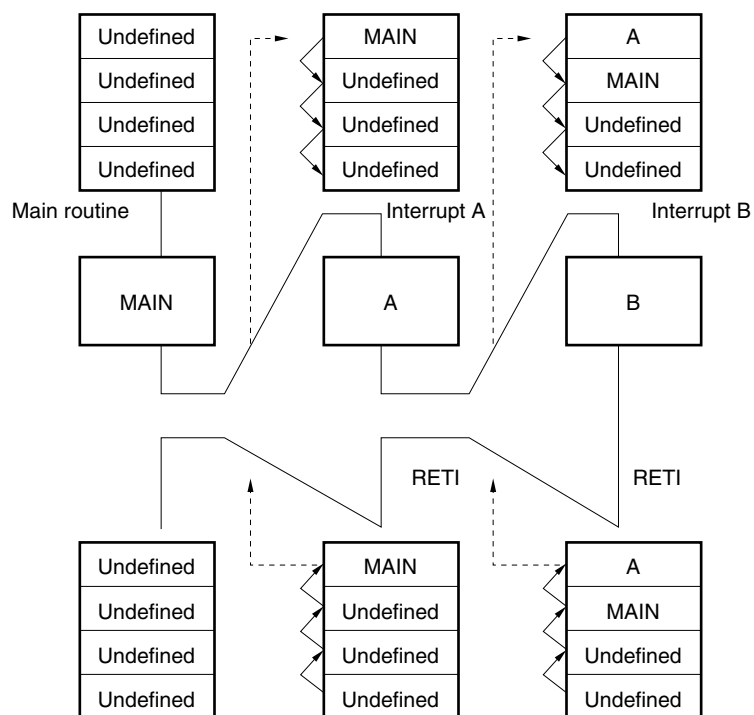 Undefined MAIN A
Undefined Undefined MAIN
Undefined Undefined Undefined
Undefined Undefined Undefined
Main routine Interrupt A Interrupt B
MAIN A B
RETI RETI
Undefined MAIN A
Undefined Undefined MAIN
Undefined Undefined Undefined
Undefined Undefined Undefined